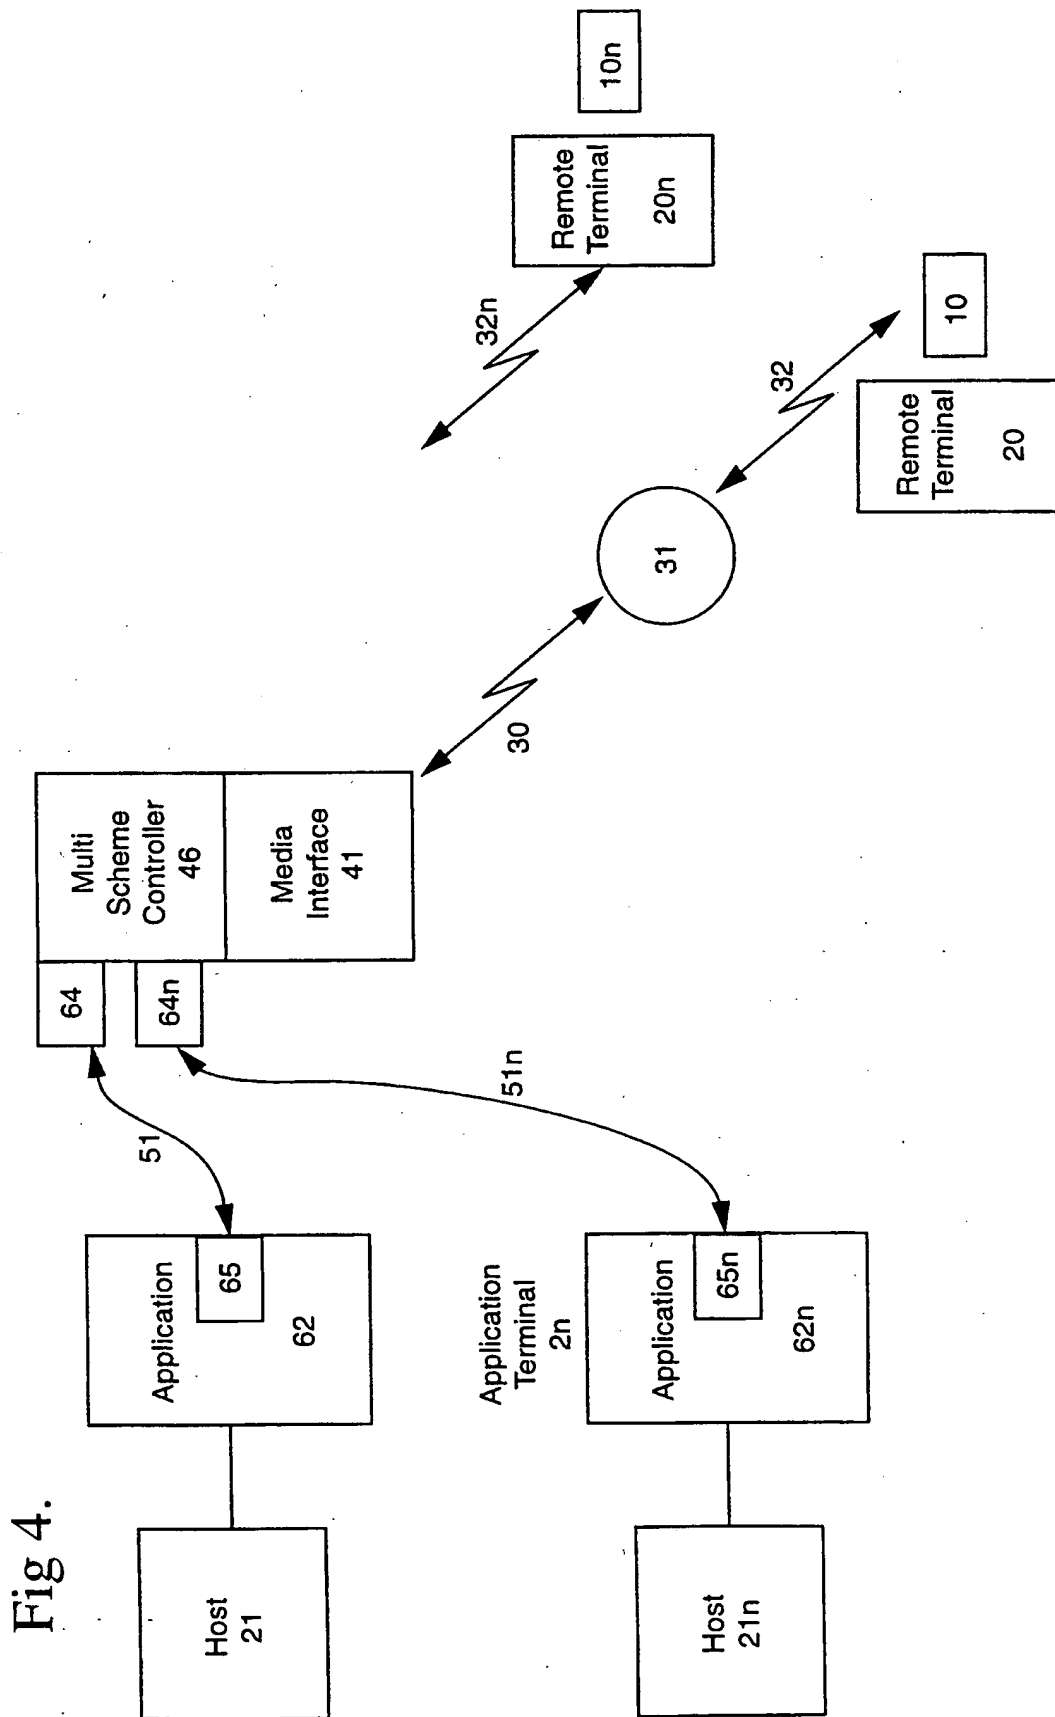 Fig 4.
Host
21
Application
65
62
51
64
64n
Multi
Scheme
Controller
46
Media
Interface
41
30
31
32
Remote
Terminal
20
10
32n
Remote
Terminal
20n
10n
51n
Application
Terminal
2n
Application
65n
62n
Host
21n